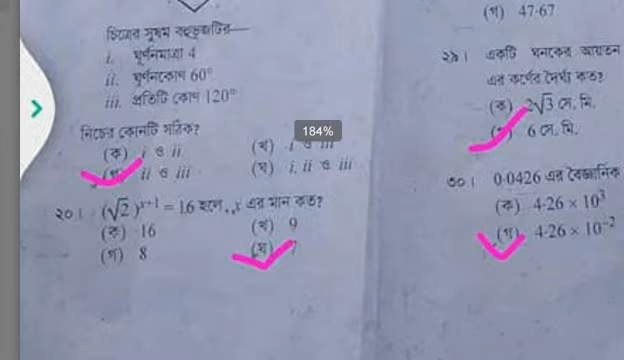 চিত্রের সুষম বহুভুজটির—
i. ঘূর্ণনমাত্রা 4
ii. ঘূর্ণনকোণ 60°
iii. প্রতিটি কোণ 120°
নিচের কোনটি সঠিক?
(ক) i ও ii
(খ) i ও iii
(গ) ii ও iii
(ঘ) i, ii ও iii
২০। (√2)^{x+1} = 16 হলে, x এর মান কত?
(ক) 16
(খ) 9
(গ) 8
(ঘ) 7
(গ) 47·67
২৯। একটি ঘনকের আয়তন
এর কর্ণের দৈর্ঘ্য কত?
(ক) 2√3 সে. মি.
(গ) 6 সে. মি.
৩০। 0·0426 এর বৈজ্ঞানিক
(ক) 4·26 × 10³
(গ) 4·26 × 10⁻²
184%